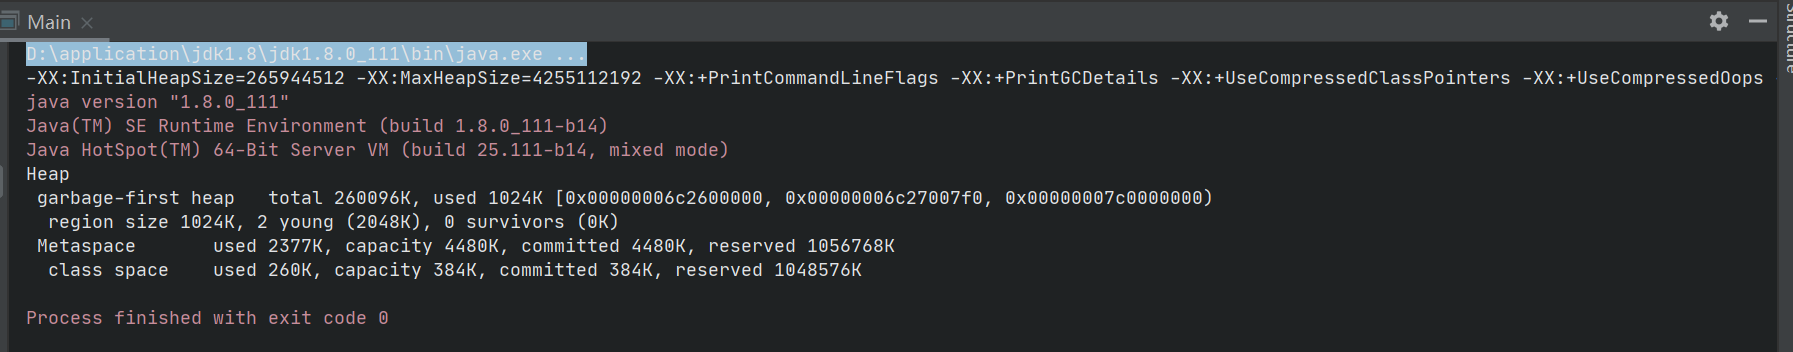 Main
D:\application\jdk1.8\jdk1.8.0_111\bin\java.exe ...
-XX:InitialHeapSize=265944512 -XX:MaxHeapSize=4255112192 -XX:+PrintCommandLineFlags -XX:+PrintGCDetails -XX:+UseCompressedClassPointers -XX:+UseCompressedOops
java version "1.8.0_111"
Java(TM) SE Runtime Environment (build 1.8.0_111-b14)
Java HotSpot(TM) 64-Bit Server VM (build 25.111-b14, mixed mode)
Heap
 garbage-first heap   total 260096K, used 1024K [0x00000006c2600000, 0x00000006c27007f0, 0x00000007c0000000)
  region size 1024K, 2 young (2048K), 0 survivors (0K)
 Metaspace       used 2377K, capacity 4480K, committed 4480K, reserved 1056768K
  class space    used 260K, capacity 384K, committed 384K, reserved 1048576K
Process finished with exit code 0
Structure